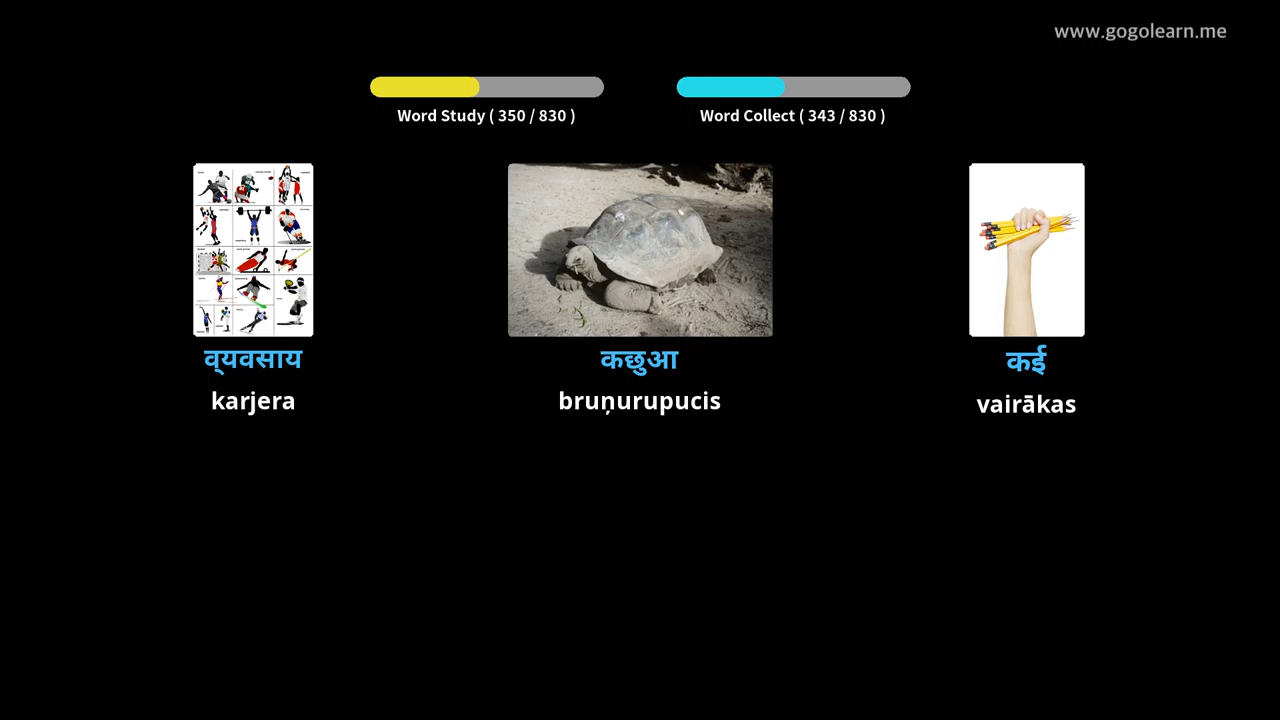 www.gogolearn.me
Word Study ( 350 / 830 )
Word Collect ( 343 / 830 )
व्यवसाय
कछुआ
कई
karjera
bruņurupucis
vairākas